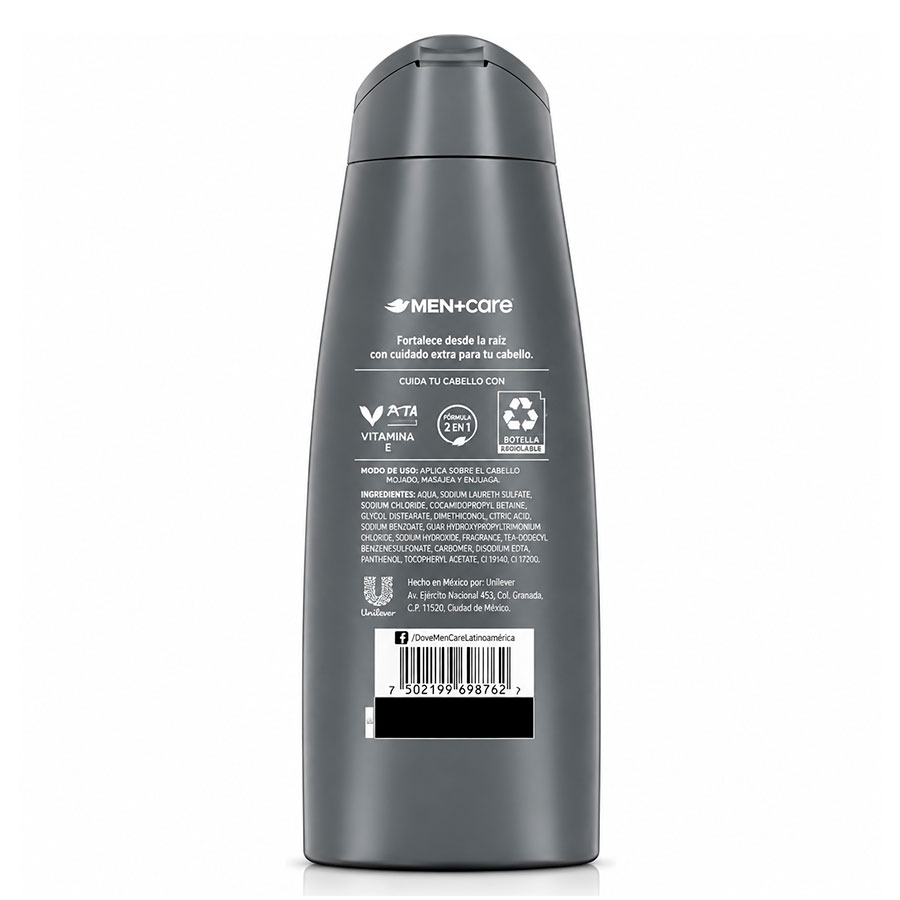 MEN+CARE
Fortalece desde la raíz
con cuidado extra para tu cabello.
CUIDA TU CABELLO CON
VITAMINA
E
FÓRMULA
2 EN 1
BOTELLA
RECICLABLE
MODO DE USO: APLICA SOBRE EL CABELLO
MOJADO, MASAJEA Y ENJUAGA.
INGREDIENTES: AQUA, SODIUM LAURETH SULFATE,
SODIUM CHLORIDE, COCAMIDOPROPYL BETAINE,
GLYCOL DISTEARATE, DIMETHICONOL, CITRIC ACID,
SODIUM BENZOATE, GUAR HYDROXYPROPYLTRIMONIUM
CHLORIDE, SODIUM HYDROXIDE, FRAGRANCE, TEA-DODECYL
BENZENESULFONATE, CARBOMER, DISODIUM EDTA,
PANTHENOL, TOCOPHERYL ACETATE, CI 19140, CI 17200.
Unilever
Hecho en México por: Unilever
Av. Ejército Nacional 453, Col. Granada,
C.P. 11520, Ciudad de México.
/DoveMenCareLatinoamérica
7 502199 698762 7